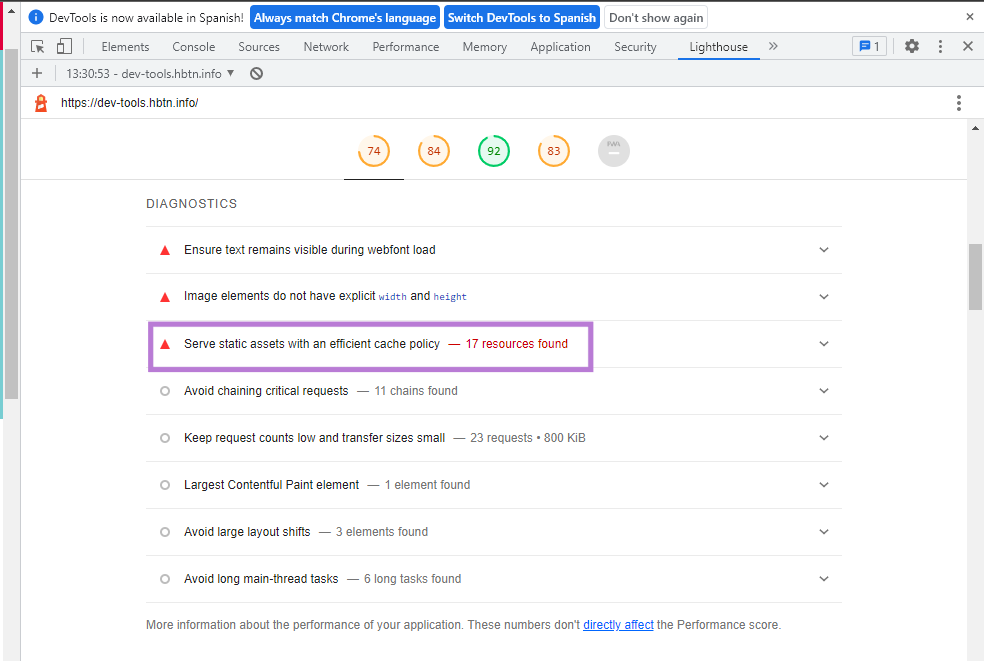 DevTools is now available in Spanish! Always match Chrome's language Switch DevTools to Spanish Don't show again
Elements Console Sources Network Performance Memory Application Security Lighthouse 1
13:30:53 - dev-tools.hbtn.info
https://dev-tools.hbtn.info/
74 84 92 83 PWA
DIAGNOSTICS
Ensure text remains visible during webfont load
Image elements do not have explicit width and height
Serve static assets with an efficient cache policy — 17 resources found
Avoid chaining critical requests — 11 chains found
Keep request counts low and transfer sizes small — 23 requests • 800 KiB
Largest Contentful Paint element — 1 element found
Avoid large layout shifts — 3 elements found
Avoid long main-thread tasks — 6 long tasks found
More information about the performance of your application. These numbers don't directly affect the Performance score.